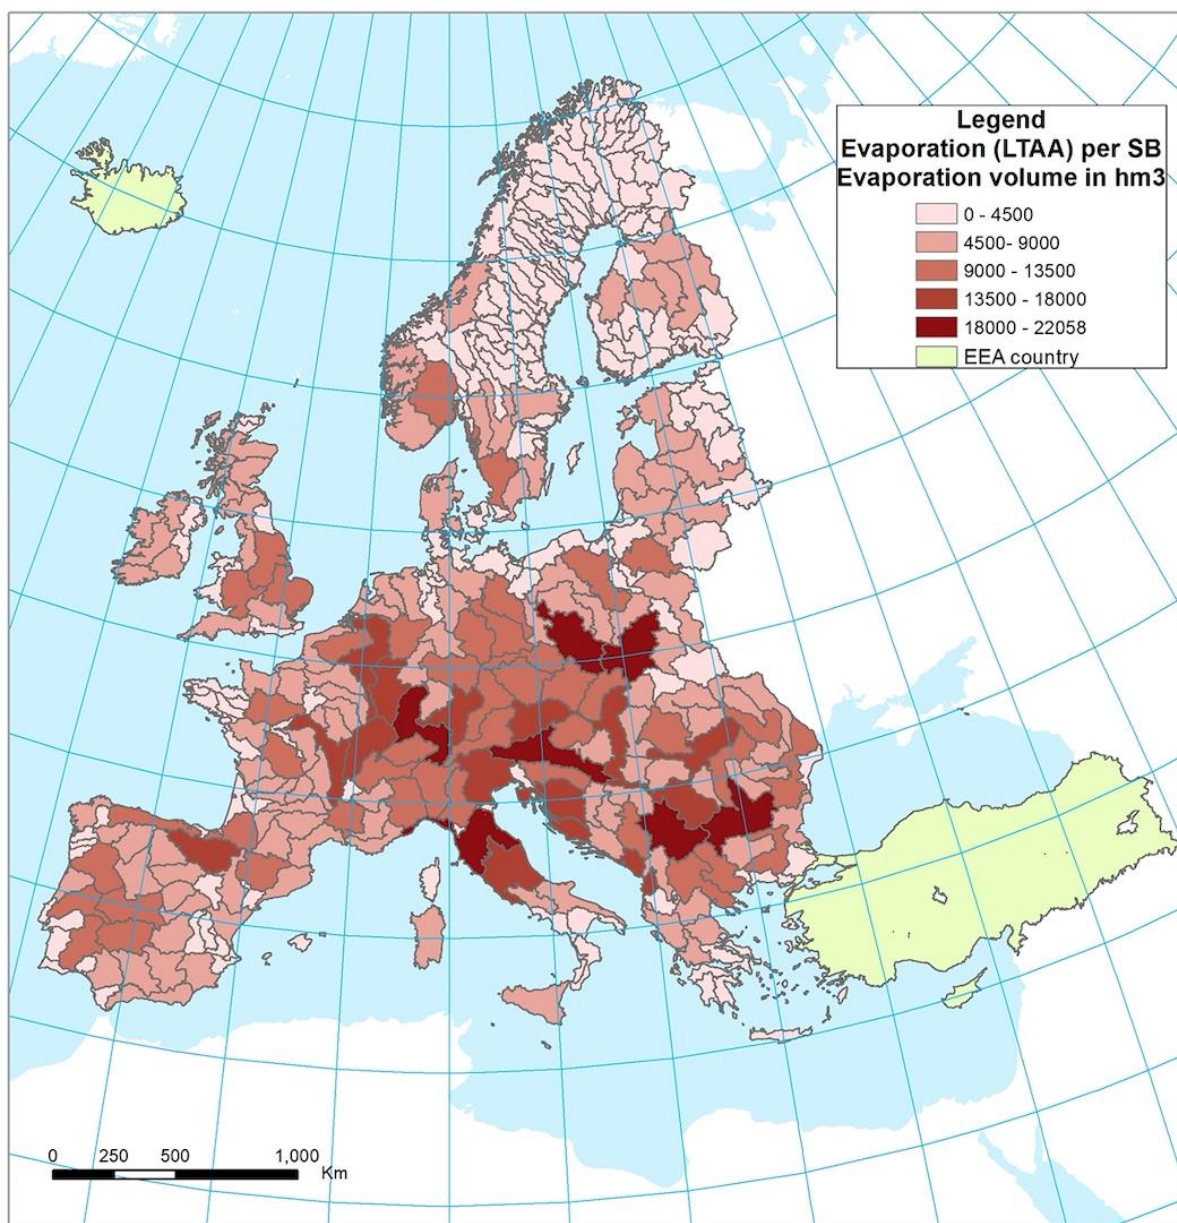 Legend
Evaporation (LTAA) per SB
Evaporation volume in hm3
0 - 4500
4500- 9000
9000 - 13500
13500 - 18000
18000 - 22058
EEA country
0 250 500 1,000
Km